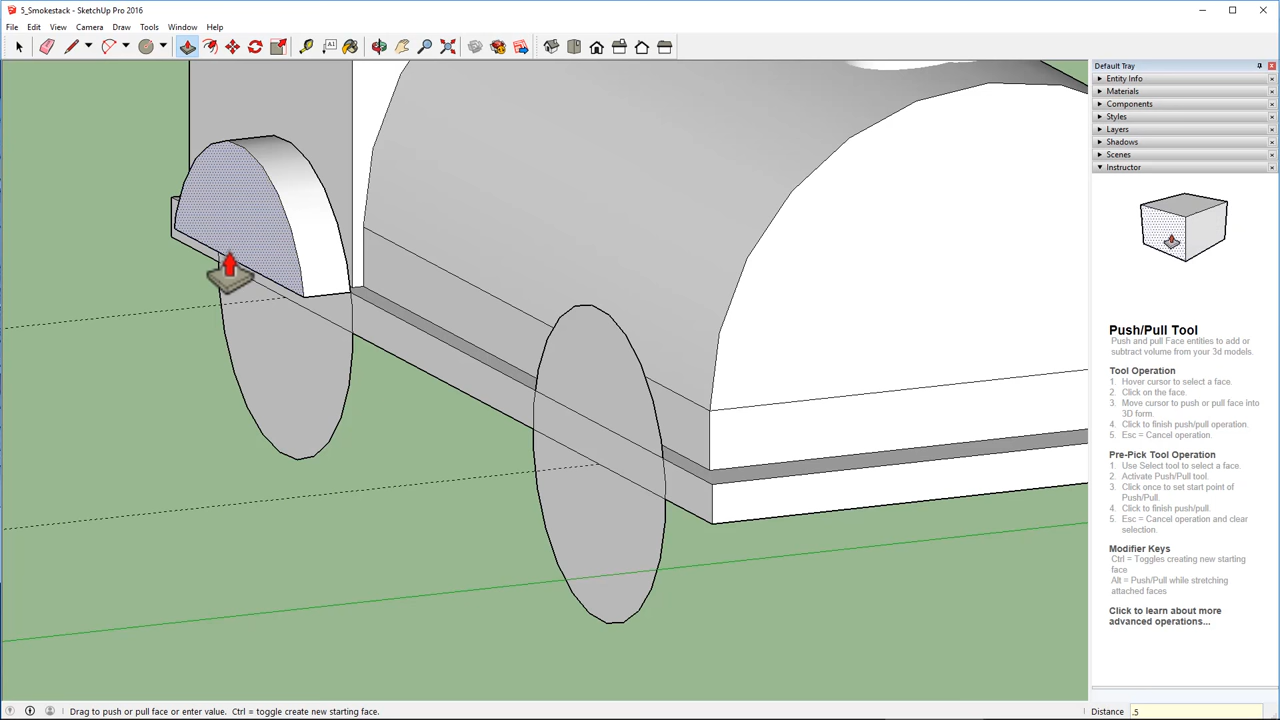 5_Smokestack - SketchUp Pro 2016
File Edit View Camera Draw Tools Window Help
Default Tray
Entity Info
Materials
Components
Styles
Layers
Shadows
Scenes
Instructor
Push/Pull Tool
Push and pull Face entities to add or
subtract volume from your 3d models.
Tool Operation
1. Hover cursor to select a face.
2. Click on the face.
3. Move cursor to push or pull face into
3D form.
4. Click to finish push/pull operation.
5. Esc = Cancel operation.
Pre-Pick Tool Operation
1. Use Select tool to select a face.
2. Activate Push/Pull tool.
3. Click once to set start point of
Push/Pull.
4. Click to finish push/pull.
5. Esc = Cancel operation and clear
selection.
Modifier Keys
Ctrl = Toggles creating new starting
face
Alt = Push/Pull while stretching
attached faces
Click to learn about more
advanced operations...
Drag to push or pull face or enter value. Ctrl = toggle create new starting face.
Distance .5